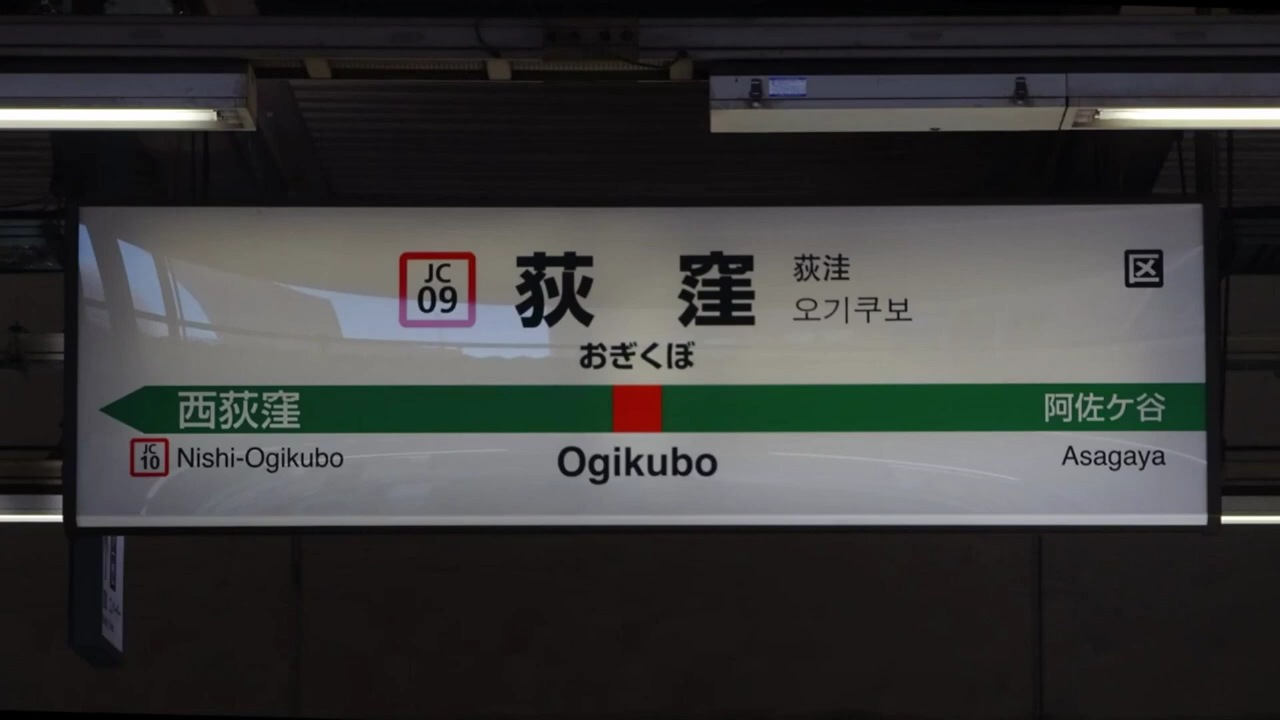 JC
09
荻窪
荻洼
오기쿠보
区
おぎくぼ
西荻窪
阿佐ケ谷
JC
10
Nishi-Ogikubo
Ogikubo
Asagaya